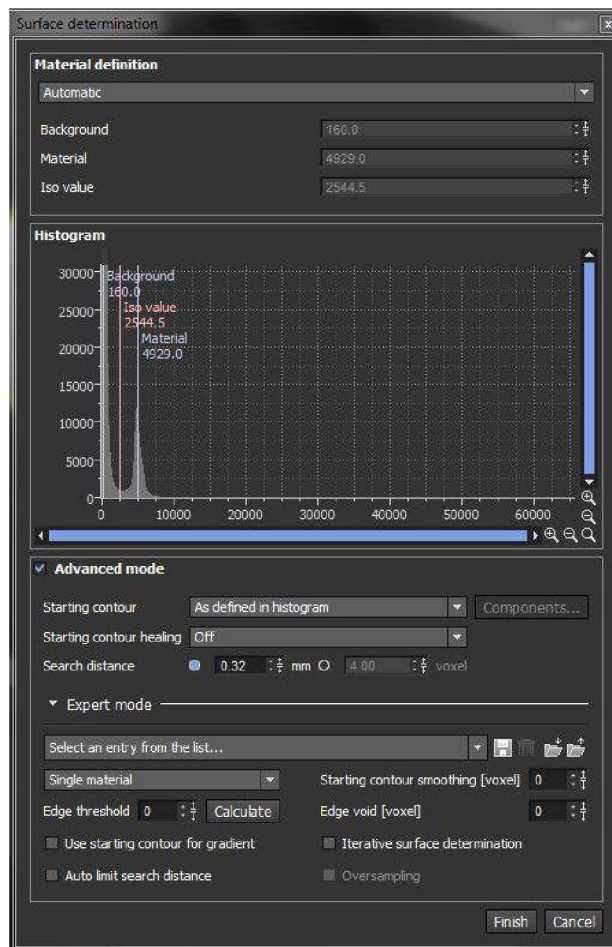 Surface determination
Material definition
Automatic
Background 160.0
Material 4929.0
Iso value 2544.5
Histogram
30000
25000
20000
15000
10000
5000
0
Background
160.0
Iso value
2544.5
Material
4929.0
0 10000 20000 30000 40000 50000 60000
Advanced mode
Starting contour As defined in histogram Components...
Starting contour healing Off
Search distance 0.32 mm 4.00 voxel
Expert mode
Select an entry from the list...
Single material Starting contour smoothing [voxel] 0
Edge threshold 0 Calculate Edge void [voxel] 0
Use starting contour for gradient Iterative surface determination
Auto limit search distance Oversampling
Finish Cancel